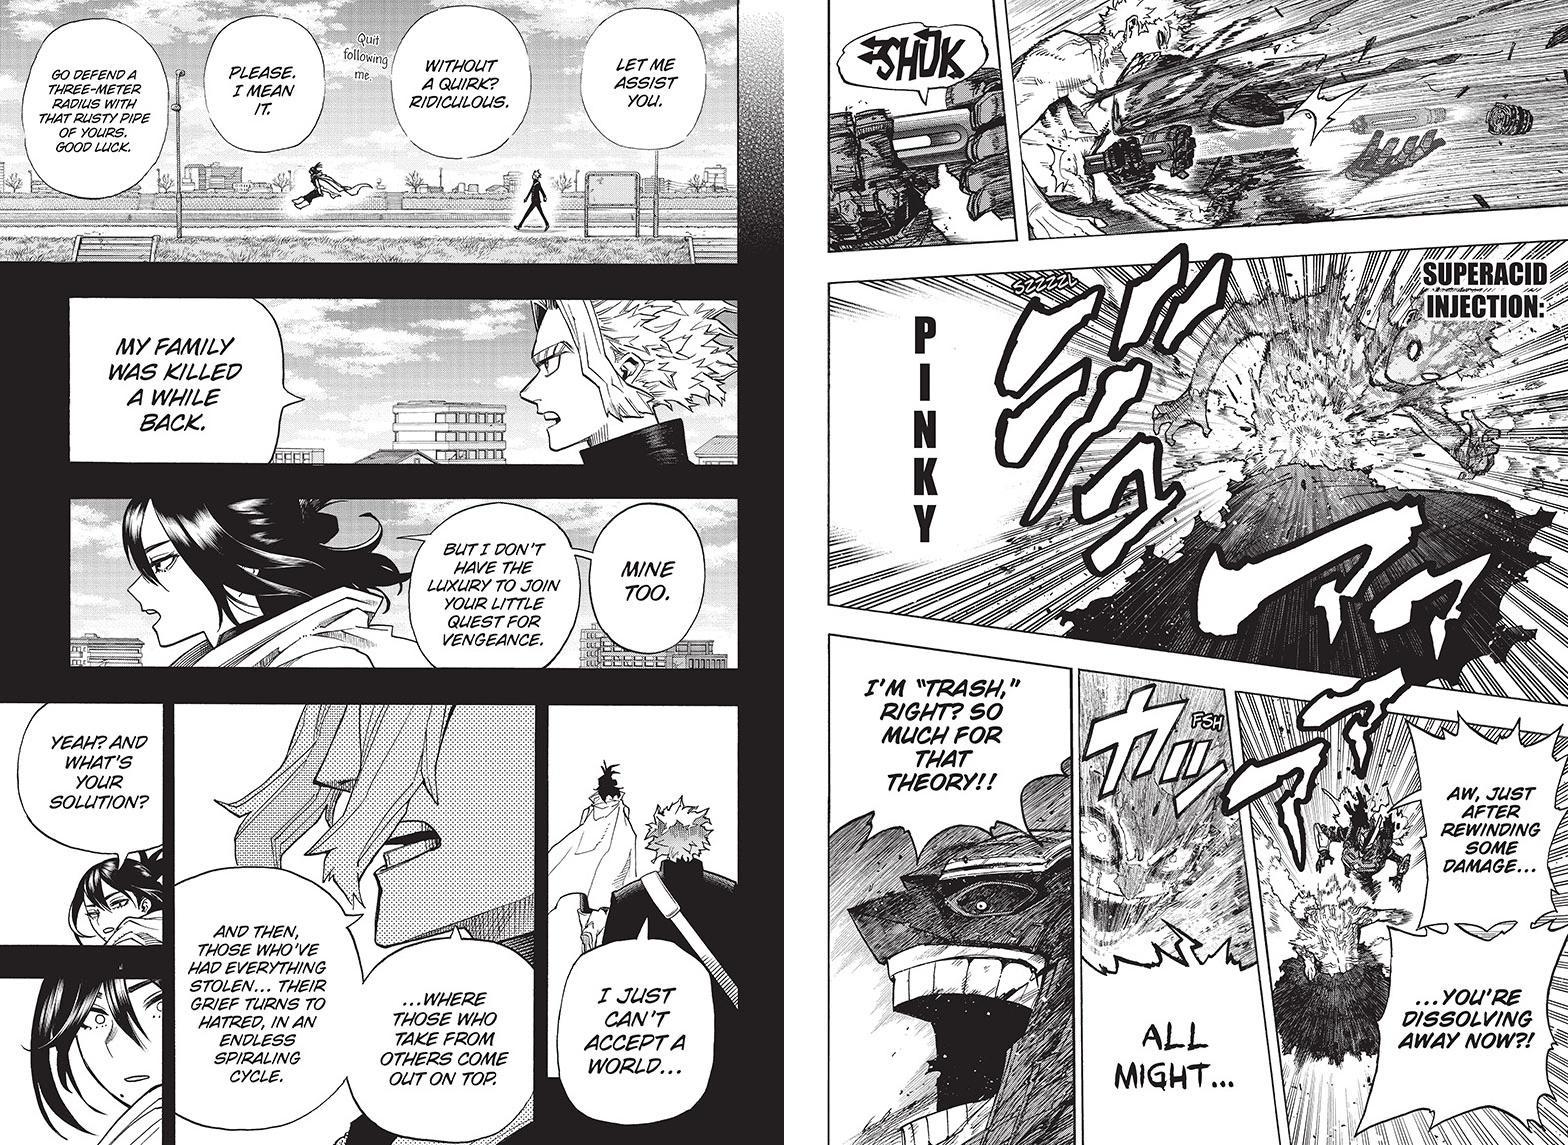 SHUK
SUPERACID
INJECTION:
PINKY
SZZZZL
AW, JUST
AFTER
REWINDING
SOME
DAMAGE...
...YOU'RE
DISSOLVING
AWAY NOW?!
カッ
FSH
ALL
MIGHT...
I'M "TRASH,"
RIGHT? SO
MUCH FOR
THAT
THEORY!!
LET ME
ASSIST
YOU.
WITHOUT
A QUIRK?
RIDICULOUS.
Quit
following
me.
PLEASE.
I MEAN
IT.
GO DEFEND A
THREE-METER
RADIUS WITH
THAT RUSTY PIPE
OF YOURS.
GOOD LUCK.
MY FAMILY
WAS KILLED
A WHILE
BACK.
MINE
TOO.
BUT I DON'T
HAVE THE
LUXURY TO JOIN
YOUR LITTLE
QUEST FOR
VENGEANCE.
I JUST
CAN'T
ACCEPT A
WORLD...
...WHERE
THOSE WHO
TAKE FROM
OTHERS COME
OUT ON TOP.
AND THEN,
THOSE WHO'VE
HAD EVERYTHING
STOLEN... THEIR
GRIEF TURNS TO
HATRED, IN AN
ENDLESS
SPIRALING
CYCLE.
YEAH? AND
WHAT'S
YOUR
SOLUTION?